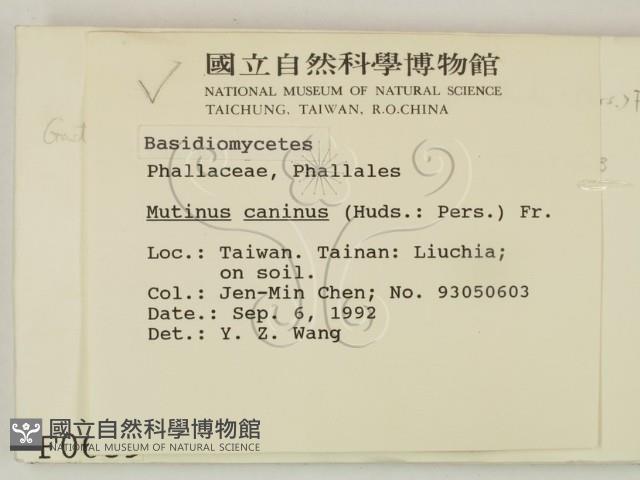 國立自然科學博物館
NATIONAL MUSEUM OF NATURAL SCIENCE
TAICHUNG, TAIWAN, R.O.CHINA
Basidiomycetes
Phallaceae, Phallales
Mutinus caninus (Huds.: Pers.) Fr.
Loc.: Taiwan. Tainan: Liuchia;
on soil.
Col.: Jen-Min Chen; No. 93050603
Date.: Sep. 6, 1992
Det.: Y. Z. Wang
國立自然科學博物館
NATIONAL MUSEUM OF NATURAL SCIENCE